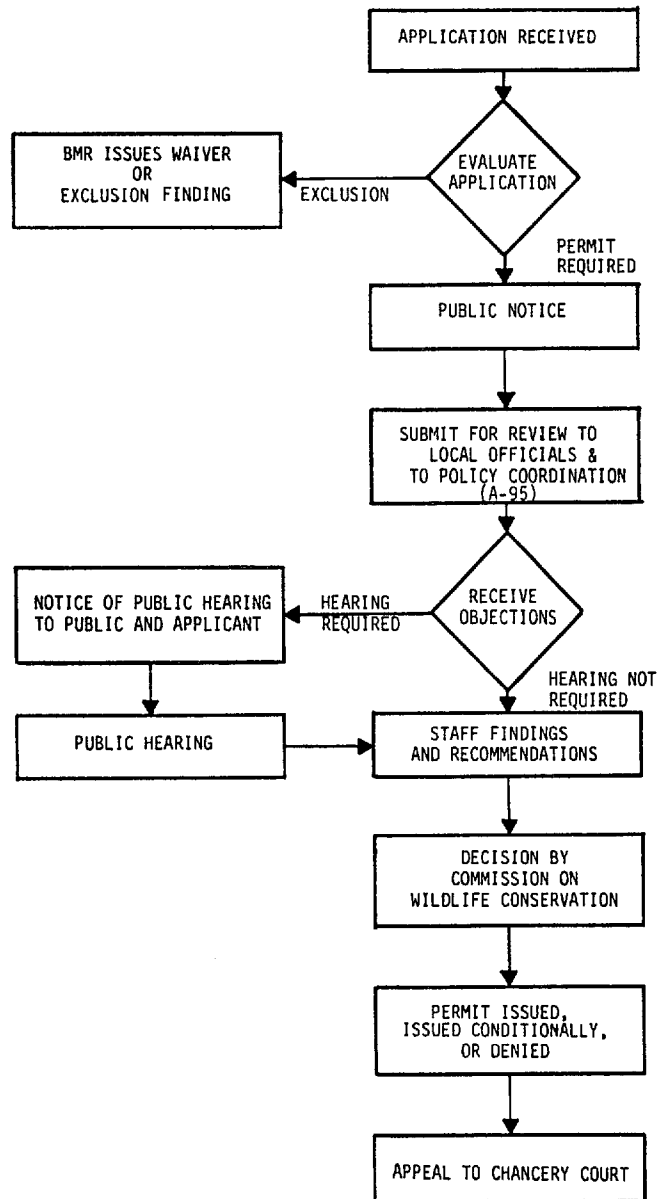 APPLICATION RECEIVED
EVALUATE
APPLICATION
EXCLUSION
BMR ISSUES WAIVER
OR
EXCLUSION FINDING
PERMIT
REQUIRED
PUBLIC NOTICE
SUBMIT FOR REVIEW TO
LOCAL OFFICIALS &
TO POLICY COORDINATION
(A-95)
RECEIVE
OBJECTIONS
HEARING
REQUIRED
NOTICE OF PUBLIC HEARING
TO PUBLIC AND APPLICANT
PUBLIC HEARING
HEARING NOT
REQUIRED
STAFF FINDINGS
AND RECOMMENDATIONS
DECISION BY
COMMISSION ON
WILDLIFE CONSERVATION
PERMIT ISSUED,
ISSUED CONDITIONALLY,
OR DENIED
APPEAL TO CHANCERY COURT